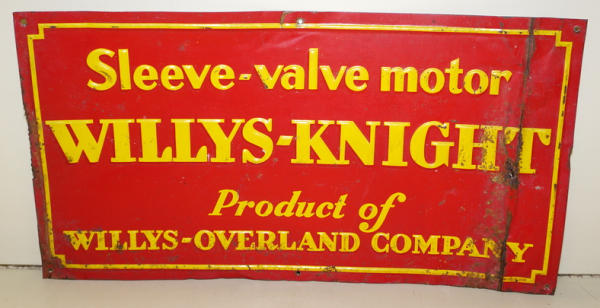 Sleeve-valve motor
WILLYS-KNIGHT
Product of
WILLYS-OVERLAND COMPANY